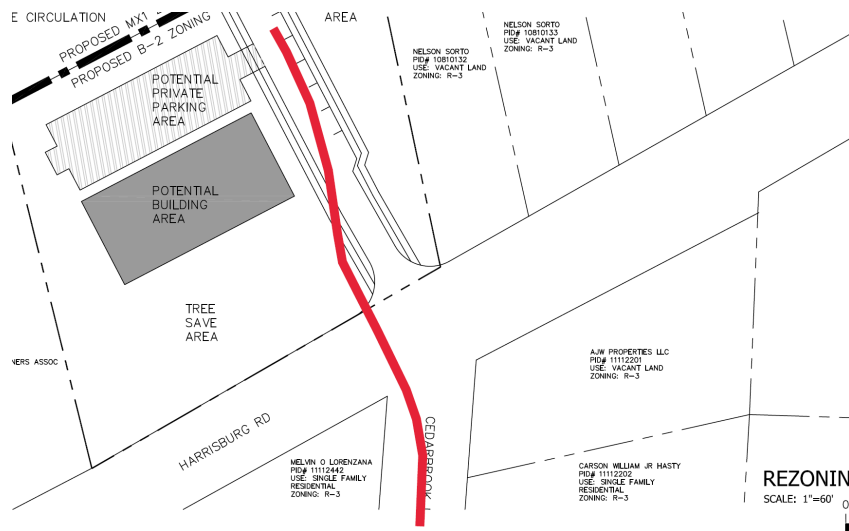 E CIRCULATION
AREA
PROPOSED MX1
PROPOSED B-2 ZONING
POTENTIAL
PRIVATE
PARKING
AREA
NELSON SORTO
PID# 10810132
USE: VACANT LAND
ZONING: R-3
NELSON SORTO
PID# 10810133
USE: VACANT LAND
ZONING: R-3
POTENTIAL
BUILDING
AREA
TREE
SAVE
AREA
NERS ASSOC
HARRISBURG RD
CEDARBROOK
MELVIN O LORENZANA
PID# 11112442
USE: SINGLE FAMILY
RESIDENTIAL
ZONING: R-3
AJW PROPERTIES LLC
PID# 11112201
USE: VACANT LAND
ZONING: R-3
CARSON WILLIAM JR HASTY
PID# 11112202
USE: SINGLE FAMILY
RESIDENTIAL
ZONING: R-3
REZONIN
SCALE: 1"=60'
0